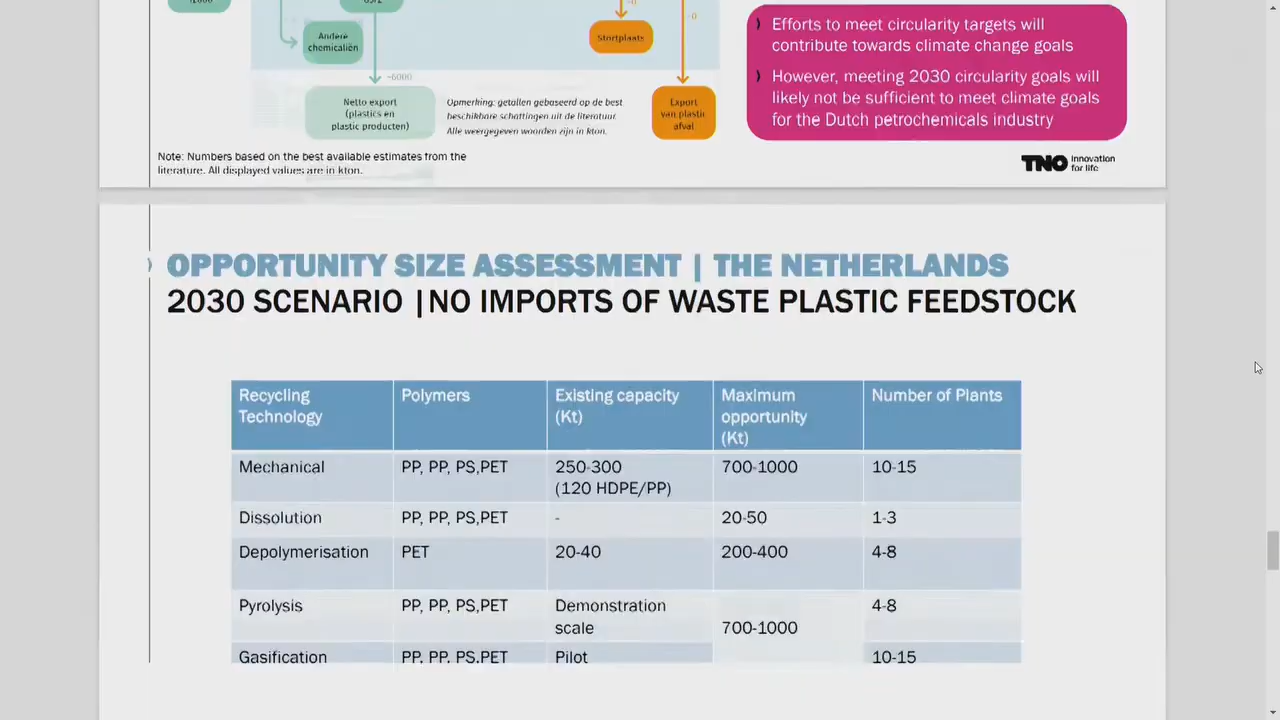 Andere
chemicaliën
~0
~0
Stortplaats
~6000
Netto export
(plastics en
plastic producten)
Opmerking: getallen gebaseerd op de best
beschikbare schattingen uit de literatuur.
Alle weergegeven woorden zijn in kton.
Export
van plastic
afval
Note: Numbers based on the best available estimates from the
literature. All displayed values are in kton.
) Efforts to meet circularity targets will
contribute towards climate change goals
) However, meeting 2030 circularity goals will
likely not be sufficient to meet climate goals
for the Dutch petrochemicals industry
TNO innovation
for life
) OPPORTUNITY SIZE ASSESSMENT | THE NETHERLANDS
2030 SCENARIO |NO IMPORTS OF WASTE PLASTIC FEEDSTOCK
Recycling
Technology
Polymers
Existing capacity
(Kt)
Maximum
opportunity
(Kt)
Number of Plants
Mechanical
PP, PP, PS,PET
250-300
(120 HDPE/PP)
700-1000
10-15
Dissolution
PP, PP, PS,PET
-
20-50
1-3
Depolymerisation
PET
20-40
200-400
4-8
Pyrolysis
PP, PP, PS,PET
Demonstration
scale
700-1000
4-8
Gasification
PP, PP, PS,PET
Pilot
10-15